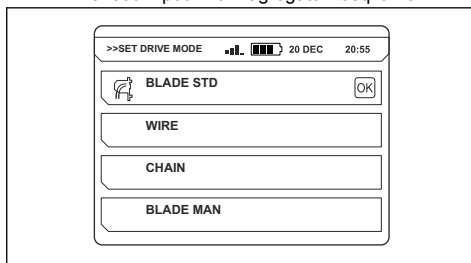 >>SET DRIVE MODE 20 DEC 20:55
BLADE STD OK
WIRE
CHAIN
BLADE MAN